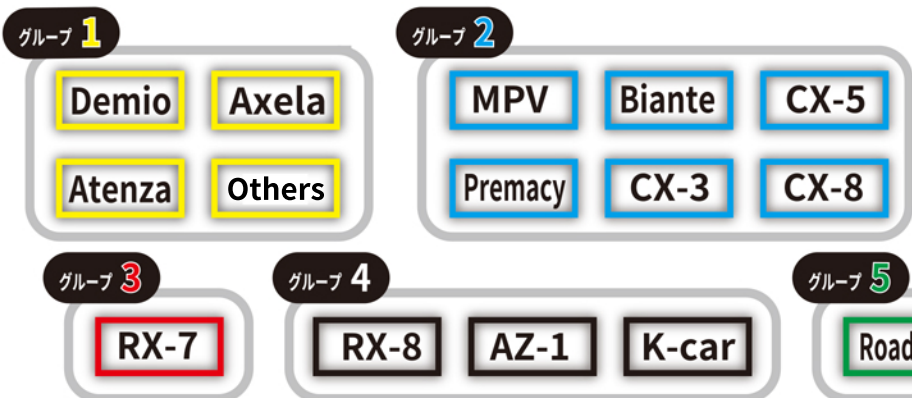 グループ 1
Demio Axela
Atenza Others
グループ 2
MPV Biante CX-5
Premacy CX-3 CX-8
グループ 3
RX-7
グループ 4
RX-8 AZ-1 K-car
グループ 5
Road